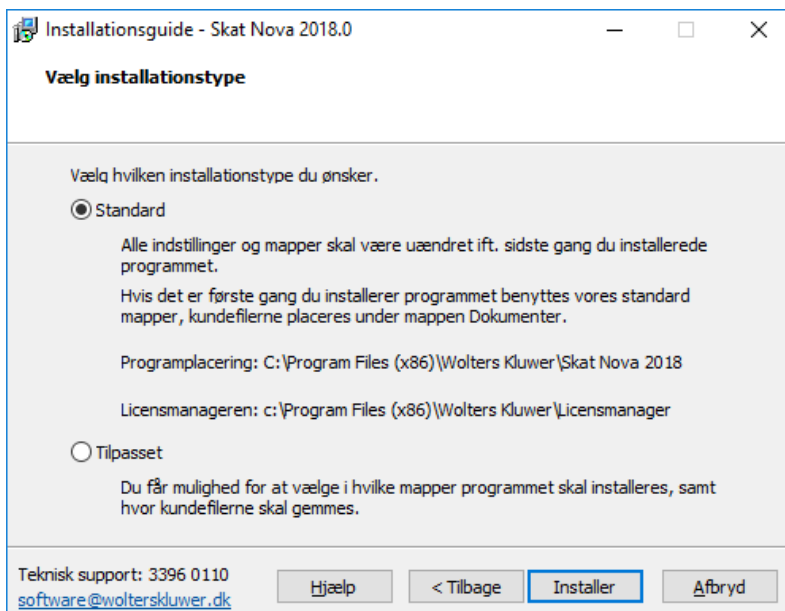 Installationsguide - Skat Nova 2018.0
Vælg installationstype
Vælg hvilken installationstype du ønsker.
Standard
Alle indstillinger og mapper skal være uændret ift. sidste gang du installerede
programmet.
Hvis det er første gang du installerer programmet benyttes vores standard
mapper, kundefilerne placeres under mappen Dokumenter.
Programplacering: C:\Program Files (x86)\Wolters Kluwer\Skat Nova 2018
Licensmanageren: c:\Program Files (x86)\Wolters Kluwer\Licensmanager
Tilpasset
Du får mulighed for at vælge i hvilke mapper programmet skal installeres, samt
hvor kundefilerne skal gemmes.
Teknisk support: 3396 0110
software@wolterskluwer.dk
Hjælp
< Tilbage
Installer
Afbryd